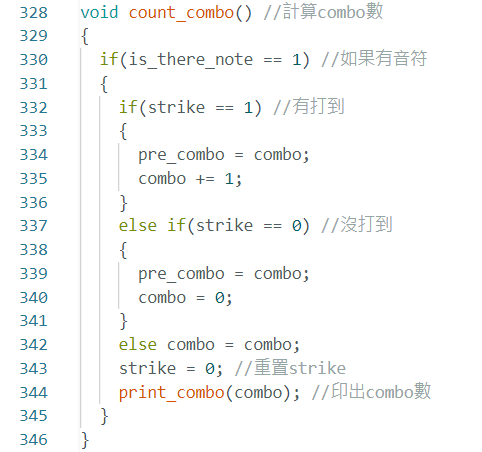 328 void count_combo() //計算combo數
329 {
330   if(is_there_note == 1) //如果有音符
331   {
332     if(strike == 1) //有打到
333     {
334       pre_combo = combo;
335       combo += 1;
336     }
337     else if(strike == 0) //沒打到
338     {
339       pre_combo = combo;
340       combo = 0;
341     }
342     else combo = combo;
343     strike = 0; //重置strike
344     print_combo(combo); //印出combo數
345   }
346 }